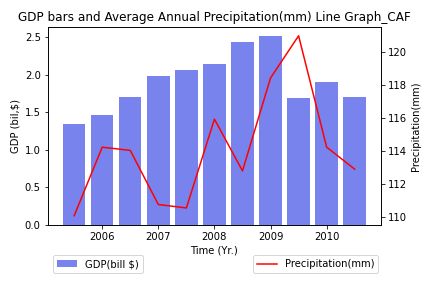 GDP bars and Average Annual Precipitation(mm) Line Graph_CAF
2.5
2.0
1.5
1.0
0.5
0.0
GDP (bil,$)
120
118
116
114
112
110
Precipitation(mm)
2006 2007 2008 2009 2010
Time (Yr.)
GDP(bill $)
Precipitation(mm)